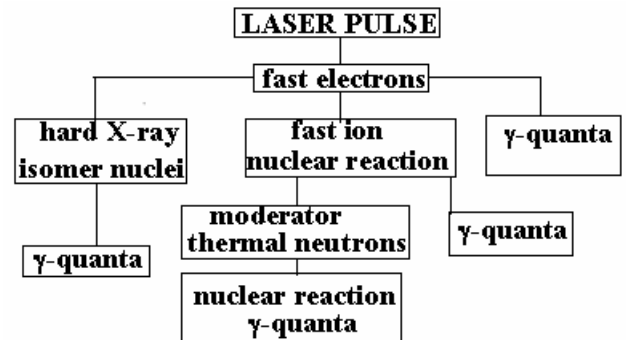 LASER PULSE
fast electrons
hard X-ray
isomer nuclei
fast ion
nuclear reaction
γ-quanta
moderator
thermal neutrons
γ-quanta
γ-quanta
nuclear reaction
γ-quanta